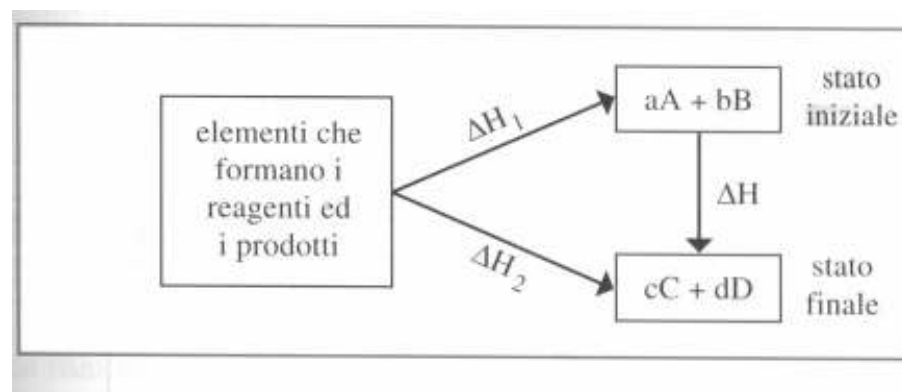 elementi che
formano i
reagenti ed
i prodotti
ΔH₁
ΔH₂
aA + bB
stato
iniziale
ΔH
cC + dD
stato
finale